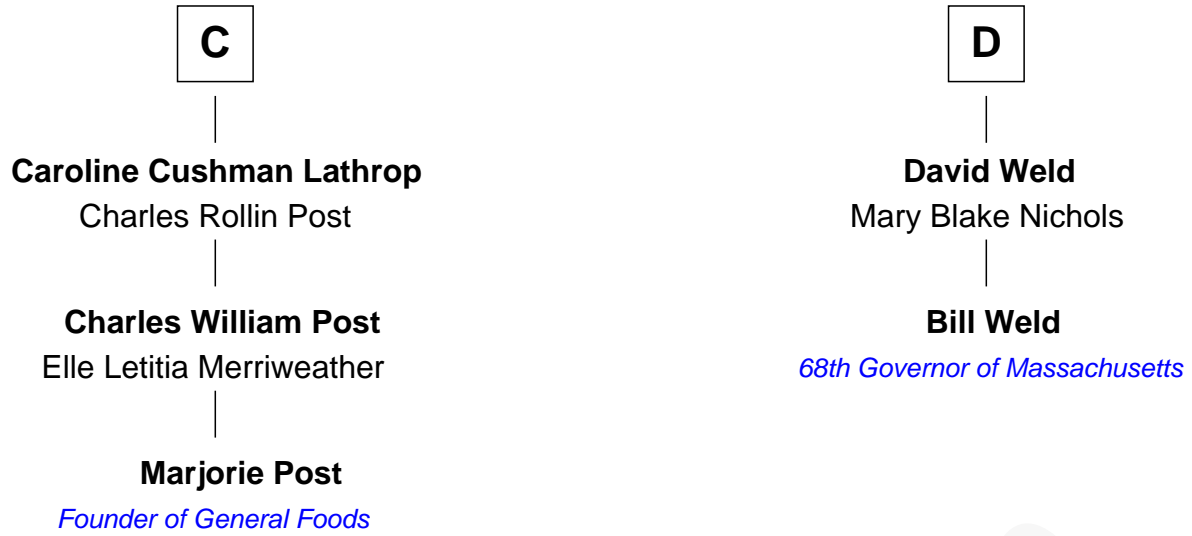 C
Caroline Cushman Lathrop
Charles Rollin Post
Charles William Post
Elle Letitia Merriweather
Marjorie Post
Founder of General Foods
D
David Weld
Mary Blake Nichols
Bill Weld
68th Governor of Massachusetts